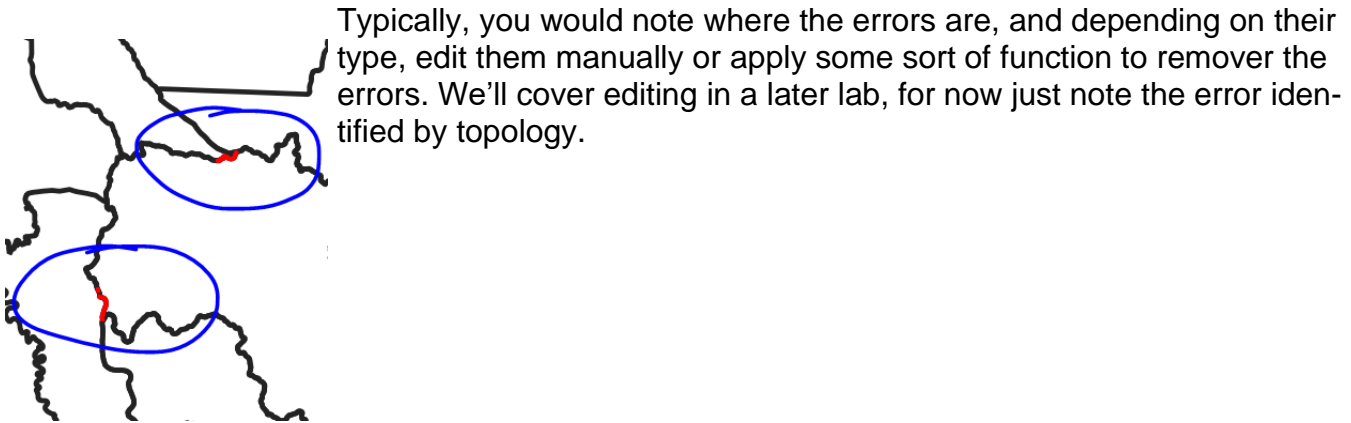 Typically, you would note where the errors are, and depending on their
type, edit them manually or apply some sort of function to remover the
errors. We’ll cover editing in a later lab, for now just note the error iden-
tified by topology.